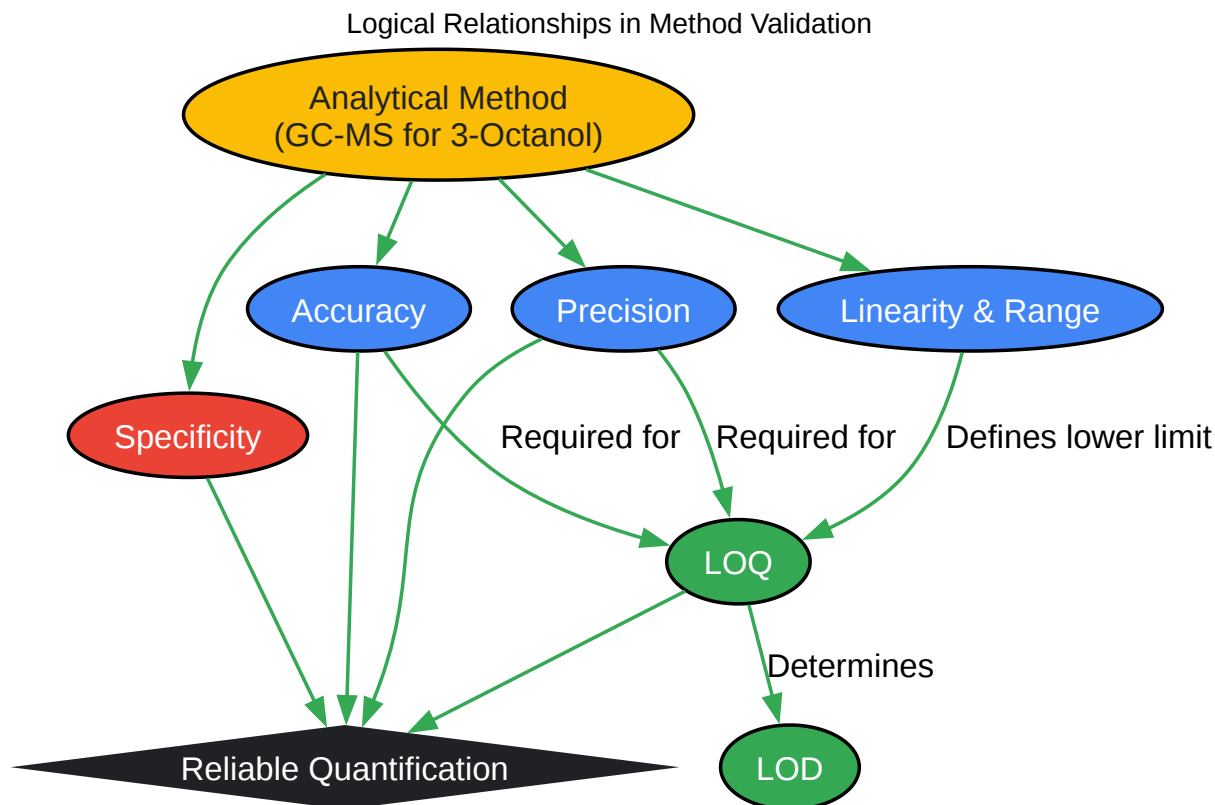 Logical Relationships in Method Validation
Analytical Method
(GC-MS for 3-Octanol)
Accuracy
Precision
Linearity & Range
Specificity
Required for
Required for
Defines lower limit
LOQ
Determines
Reliable Quantification
LOD